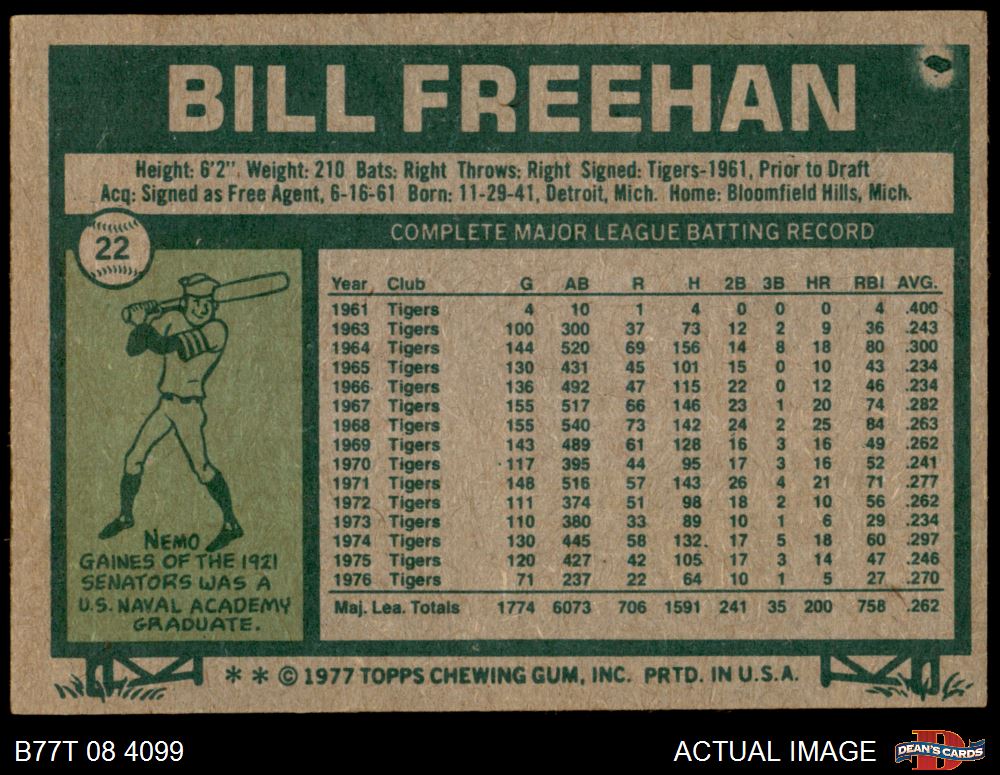 BILL FREEHAN
Height: 6'2". Weight: 210 Bats: Right Throws: Right Signed: Tigers-1961, Prior to Draft
Acq: Signed as Free Agent, 6-16-61 Born: 11-29-41, Detroit, Mich. Home: Bloomfield Hills, Mich.
22
COMPLETE MAJOR LEAGUE BATTING RECORD
Year Club G AB R H 2B 3B HR RBI AVG.
1961 Tigers 4 10 1 4 0 0 0 4 .400
1963 Tigers 100 300 37 73 12 2 9 36 .243
1964 Tigers 144 520 69 156 14 8 18 80 .300
1965 Tigers 130 431 45 101 15 0 10 43 .234
1966 Tigers 136 492 47 115 22 0 12 46 .234
1967 Tigers 155 517 66 146 23 1 20 74 .282
1968 Tigers 155 540 73 142 24 2 25 84 .263
1969 Tigers 143 489 61 128 16 3 16 49 .262
1970 Tigers 117 395 44 95 17 3 16 52 .241
1971 Tigers 148 516 57 143 26 4 21 71 .277
1972 Tigers 111 374 51 98 18 2 10 56 .262
1973 Tigers 110 380 33 89 10 1 6 29 .234
1974 Tigers 130 445 58 132 17 5 18 60 .297
1975 Tigers 120 427 42 105 17 3 14 47 .246
1976 Tigers 71 237 22 64 10 1 5 27 .270
Maj. Lea. Totals 1774 6073 706 1591 241 35 200 758 .262
NEMO
GAINES OF THE 1921
SENATORS WAS A
U.S. NAVAL ACADEMY
GRADUATE.
* * © 1977 TOPPS CHEWING GUM, INC. PRTD. IN U.S.A.
B77T 08 4099
ACTUAL IMAGE
D
DEAN'S CARDS